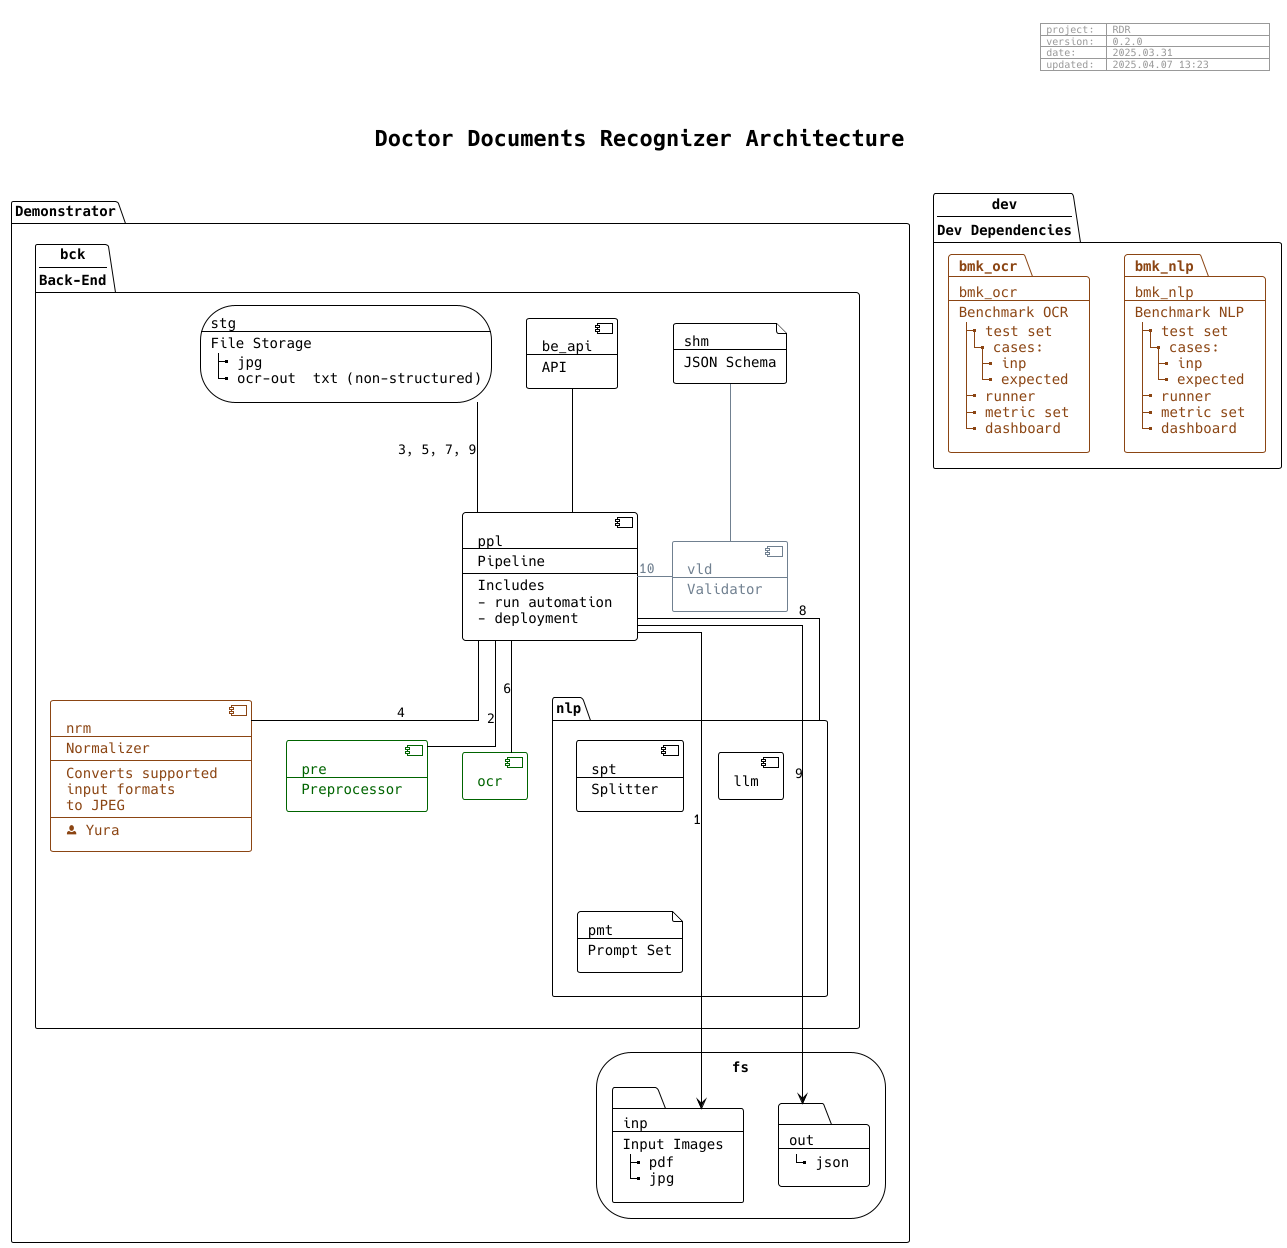 project: RDR
version: 0.2.0
date: 2025.03.31
updated: 2025.04.07 13:23
Doctor Documents Recognizer Architecture
Demonstrator
bck
Back-End
stg
File Storage
jpg
ocr-out  txt (non-structured)
be_api
API
shm
JSON Schema
3, 5, 7, 9
ppl
Pipeline
Includes
- run automation
- deployment
10
vld
Validator
8
6
4
2
nrm
Normalizer
Converts supported
input formats
to JPEG
Yura
pre
Preprocessor
ocr
nlp
spt
Splitter
llm
9
1
pmt
Prompt Set
fs
inp
Input Images
pdf
jpg
out
json
dev
Dev Dependencies
bmk_ocr
bmk_ocr
Benchmark OCR
test set
cases:
inp
expected
runner
metric set
dashboard
bmk_nlp
bmk_nlp
Benchmark NLP
test set
cases:
inp
expected
runner
metric set
dashboard